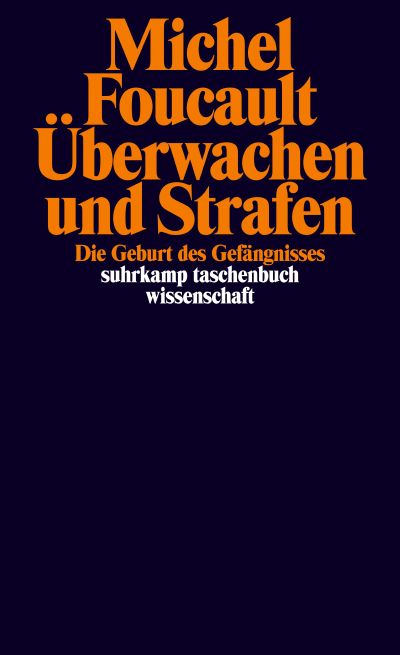 Michel
Foucault
Überwachen
und Strafen
Die Geburt des Gefängnisses
suhrkamp taschenbuch
wissenschaft